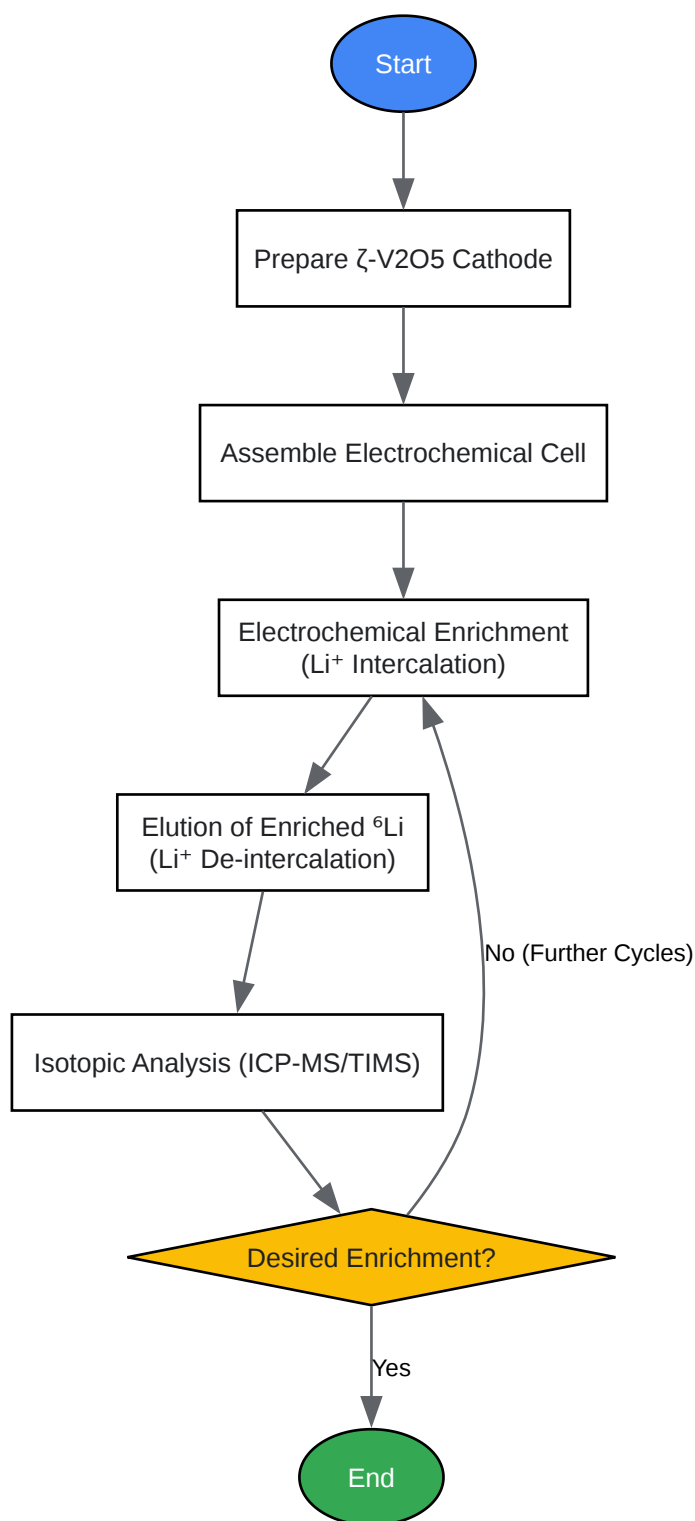 Start
Prepare ζ-V2O5 Cathode
Assemble Electrochemical Cell
Electrochemical Enrichment
(Li⁺ Intercalation)
Elution of Enriched ⁶Li
(Li⁺ De-intercalation)
No (Further Cycles)
Isotopic Analysis (ICP-MS/TIMS)
Desired Enrichment?
Yes
End